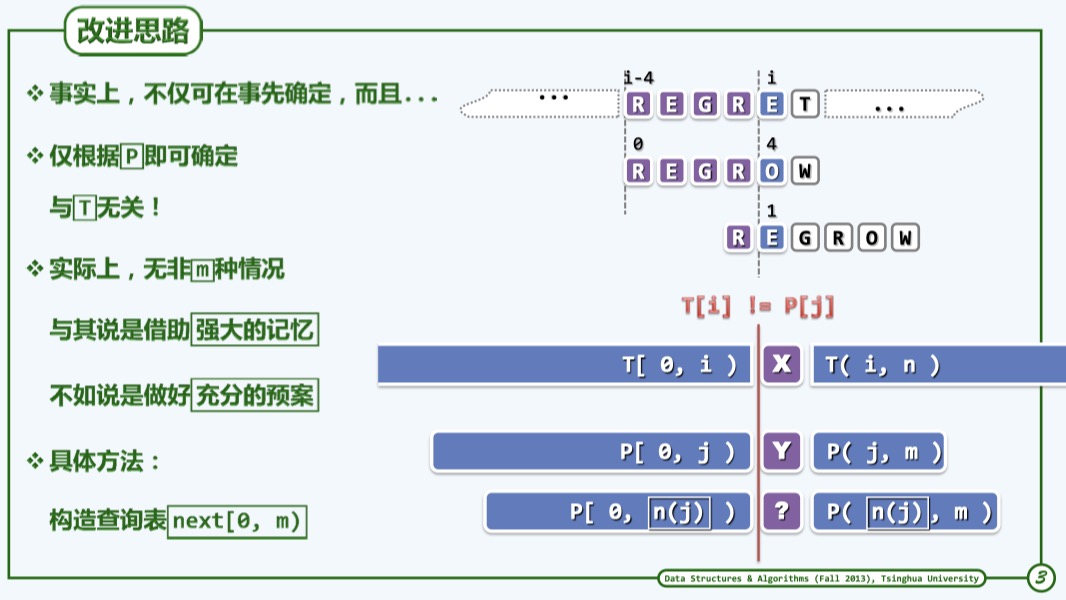 改进思路
❖ 事实上，不仅可在事先确定，而且...
❖ 仅根据P即可确定
与T无关！
❖ 实际上，无非m种情况
与其说是借助强大的记忆
不如说是做好充分的预案
❖ 具体方法：
构造查询表next[0, m)
i-4 i
... R E G R E T ...
0 4
R E G R O W
1
R E G R O W
T[i] != P[j]
T[ 0, i ) X T( i, n )
P[ 0, j ) Y P( j, m )
P[ 0, n(j) ) ? P( n(j), m )
Data Structures & Algorithms (Fall 2013), Tsinghua University
3